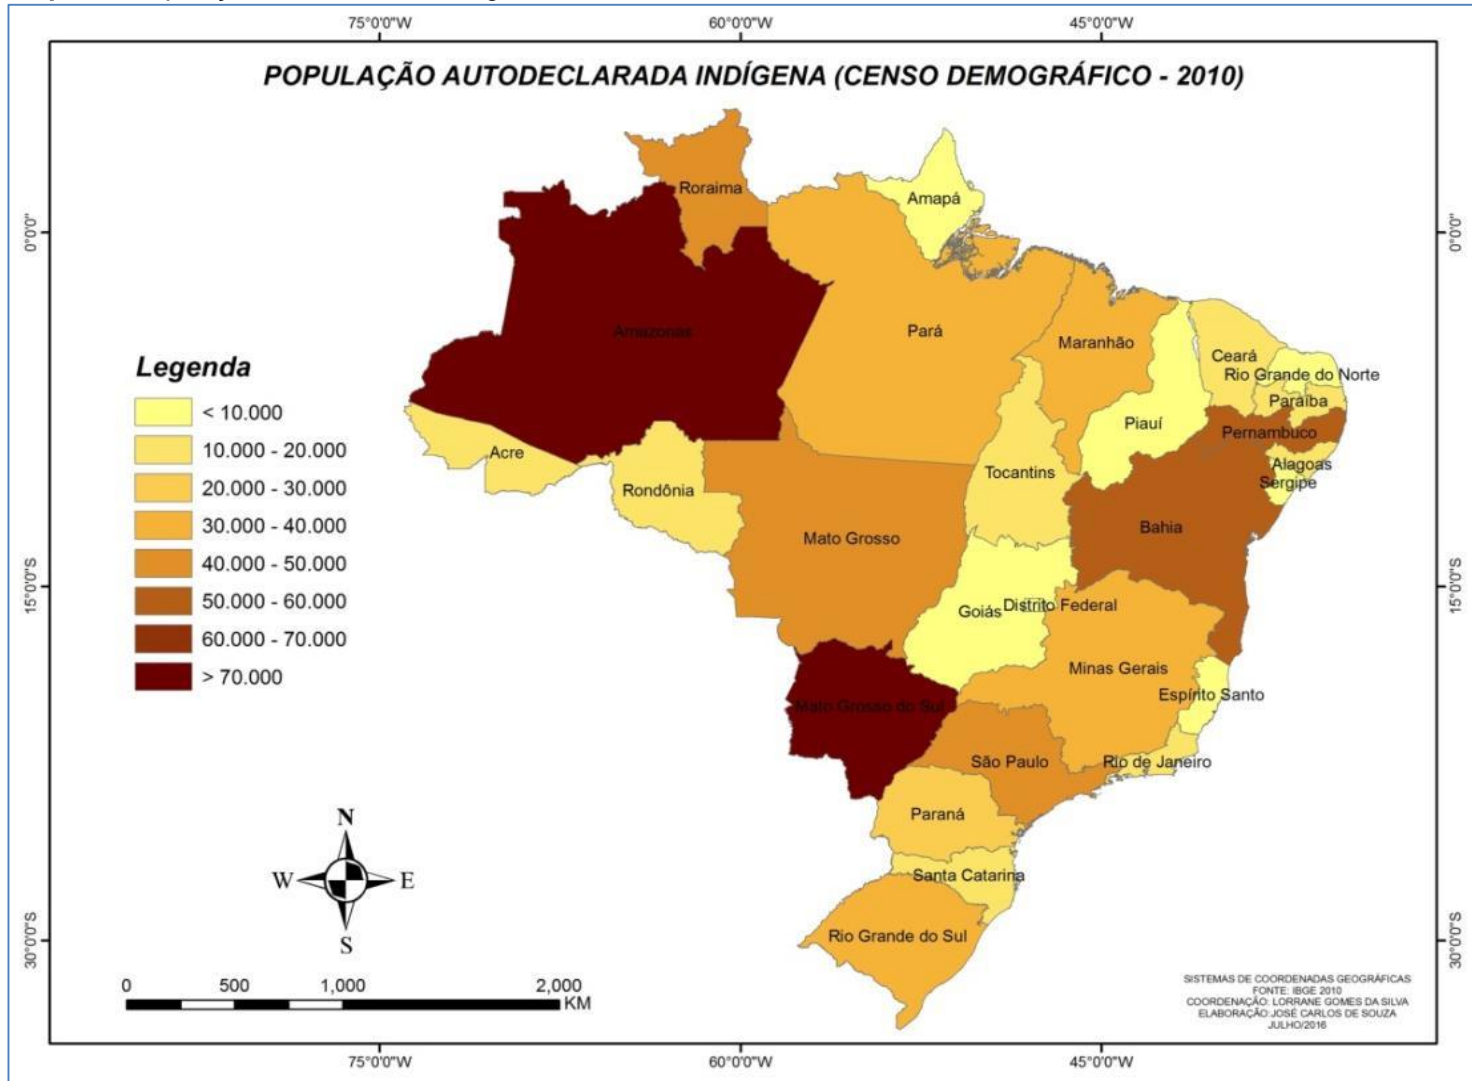 75°0'0"W 60°0'0"W 45°0'0"W
POPULAÇÃO AUTODECLARADA INDÍGENA (CENSO DEMOGRÁFICO - 2010)
Roraima
Amapá
0°0'0"
0°0'0"
Amazonas
Pará
Maranhão
Ceará
Rio Grande do Norte
Paraíba
Piauí
Pernambuco
Acre
Tocantins
Alagoas
Sergipe
Rondônia
Bahia
Mato Grosso
15°0'0"S
15°0'0"S
Goiás
Distrito Federal
Minas Gerais
Espírito Santo
Mato Grosso do Sul
São Paulo
Rio de Janeiro
Paraná
Santa Catarina
Rio Grande do Sul
30°0'0"S
30°0'0"S
Legenda
< 10.000
10.000 - 20.000
20.000 - 30.000
30.000 - 40.000
40.000 - 50.000
50.000 - 60.000
60.000 - 70.000
> 70.000
N
W E
S
0 500 1,000 2,000
KM
SISTEMAS DE COORDENADAS GEOGRÁFICAS
FONTE: IBGE 2010
COORDENAÇÃO: LORRANE GOMES DA SILVA
ELABORAÇÃO:JOSÉ CARLOS DE SOUZA
JULHO/2016
75°0'0"W 60°0'0"W 45°0'0"W